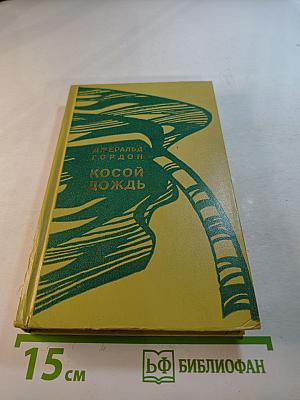 ДЖЕРАЛЬД
ГОРДОН
КОСОЙ
ДОЖДЬ
15 см
БФ БИБЛИОФАН